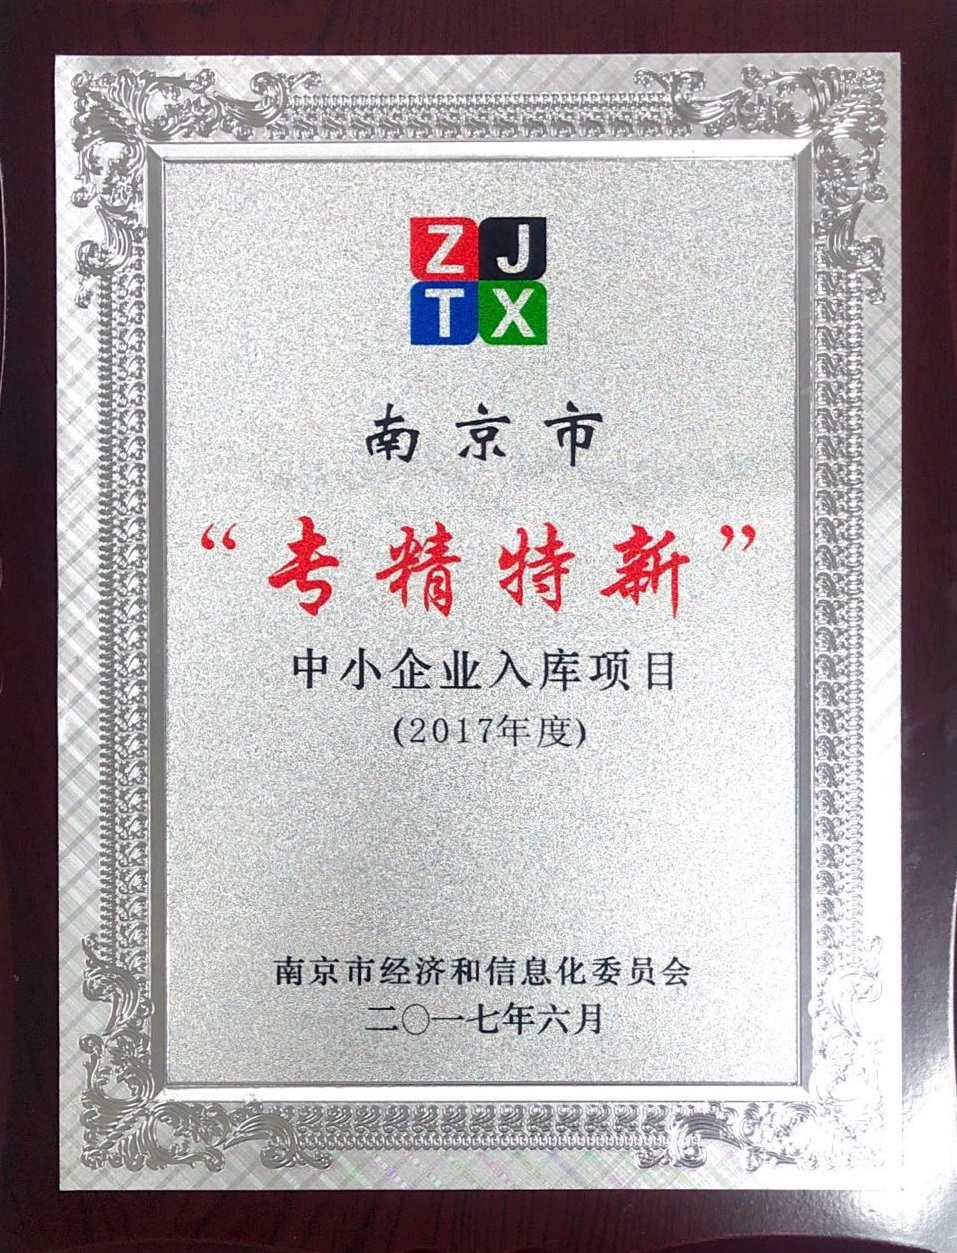 ZJ
TX
南京市
“专精特新”
中小企业入库项目
(2017年度)
南京市经济和信息化委员会
二〇一七年六月